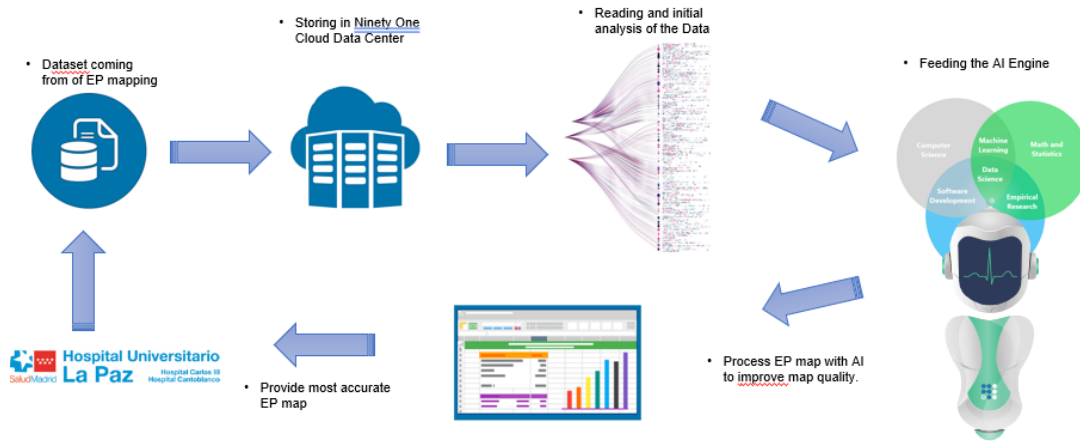 • Dataset coming
from of EP mapping
• Storing in Ninety One
Cloud Data Center
• Reading and initial
analysis of the Data
• Feeding the AI Engine
Computer
Science
Machine
Learning
Math and
Statistics
Data
Science
Software
Development
Empirical
Research
• Process EP map with AI
to improve map quality.
• Provide most accurate
EP map
SaludMadrid
Hospital Universitario
La Paz
Hospital Carlos III
Hospital Cantoblanco